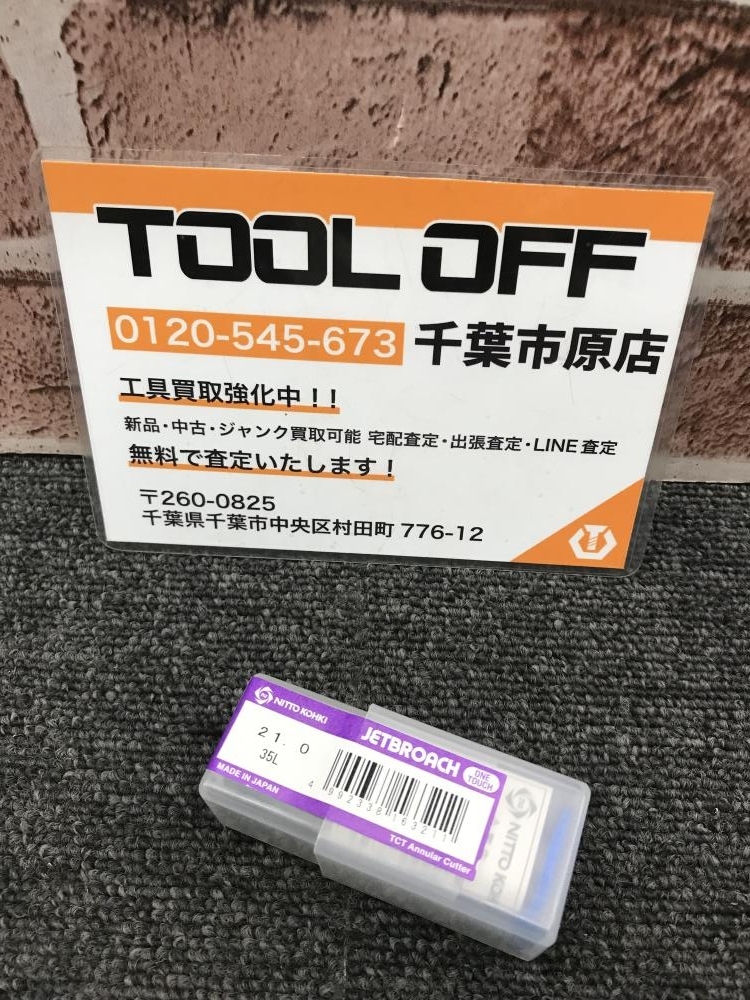 TOOL OFF
0120-545-673 千葉市原店
工具買取強化中！！
新品・中古・ジャンク買取可能 宅配査定・出張査定・LINE査定
無料で査定いたします！
〒260-0825
千葉県千葉市中央区村田町 776-12
NITTO KOHKI
JETBROACH
ONE TOUCH
21.0
35L
4 992338 163211
MADE IN JAPAN
TCT Annular Cutter
NITTO KOH